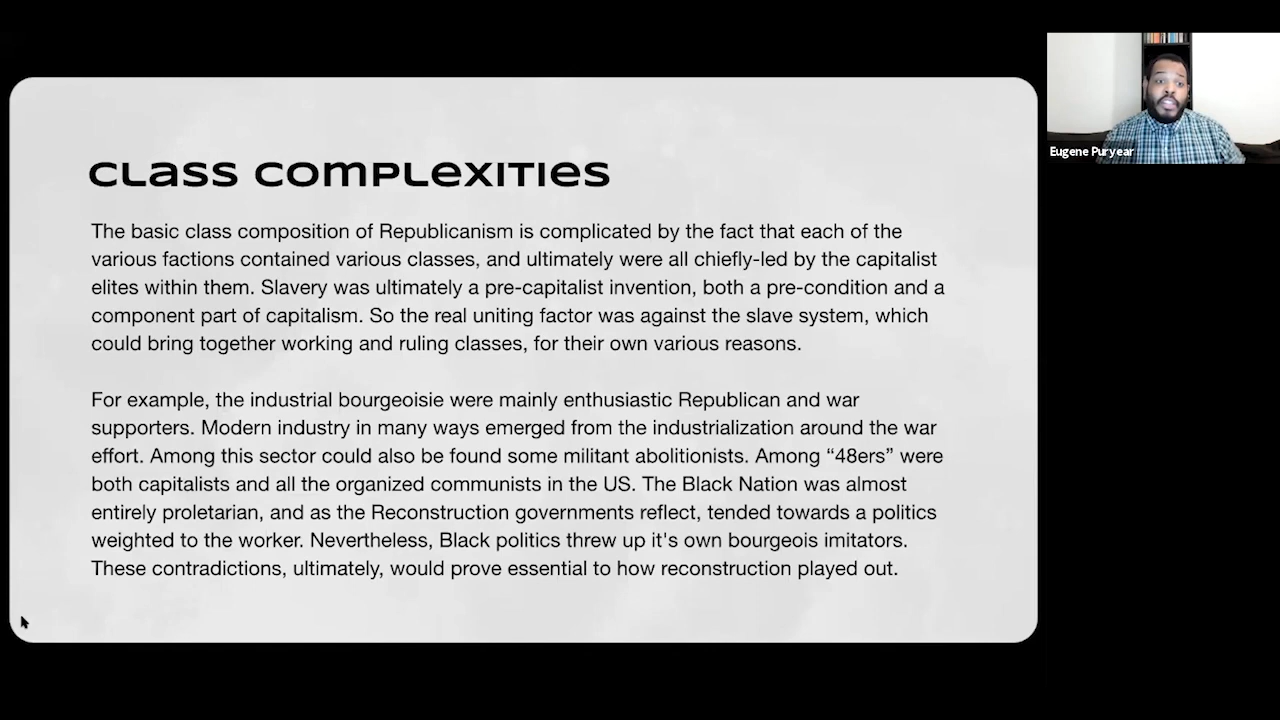 Class Complexities
The basic class composition of Republicanism is complicated by the fact that each of the
various factions contained various classes, and ultimately were all chiefly-led by the capitalist
elites within them. Slavery was ultimately a pre-capitalist invention, both a pre-condition and a
component part of capitalism. So the real uniting factor was against the slave system, which
could bring together working and ruling classes, for their own various reasons.
For example, the industrial bourgeoisie were mainly enthusiastic Republican and war
supporters. Modern industry in many ways emerged from the industrialization around the war
effort. Among this sector could also be found some militant abolitionists. Among “48ers” were
both capitalists and all the organized communists in the US. The Black Nation was almost
entirely proletarian, and as the Reconstruction governments reflect, tended towards a politics
weighted to the worker. Nevertheless, Black politics threw up it's own bourgeois imitators.
These contradictions, ultimately, would prove essential to how reconstruction played out.
Eugene Puryear